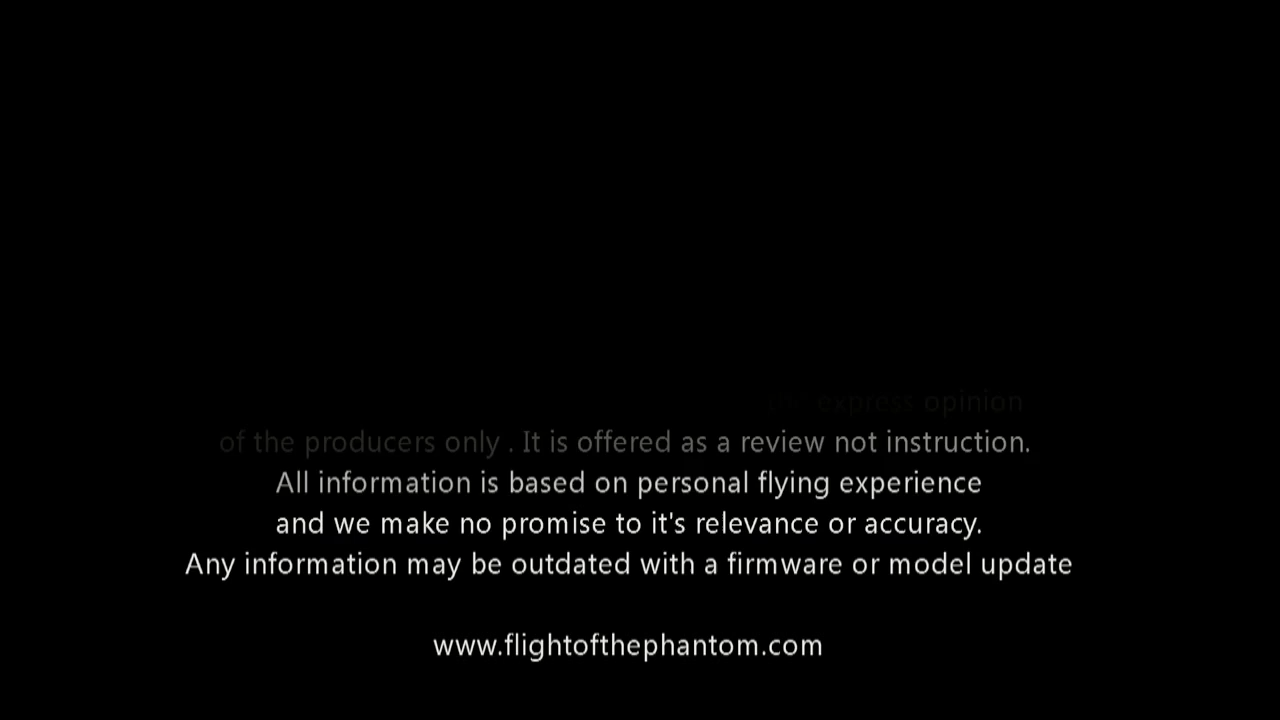 the express opinion
of the producers only . It is offered as a review not instruction.
All information is based on personal flying experience
and we make no promise to it's relevance or accuracy.
Any information may be outdated with a firmware or model update
www.flightofthephantom.com